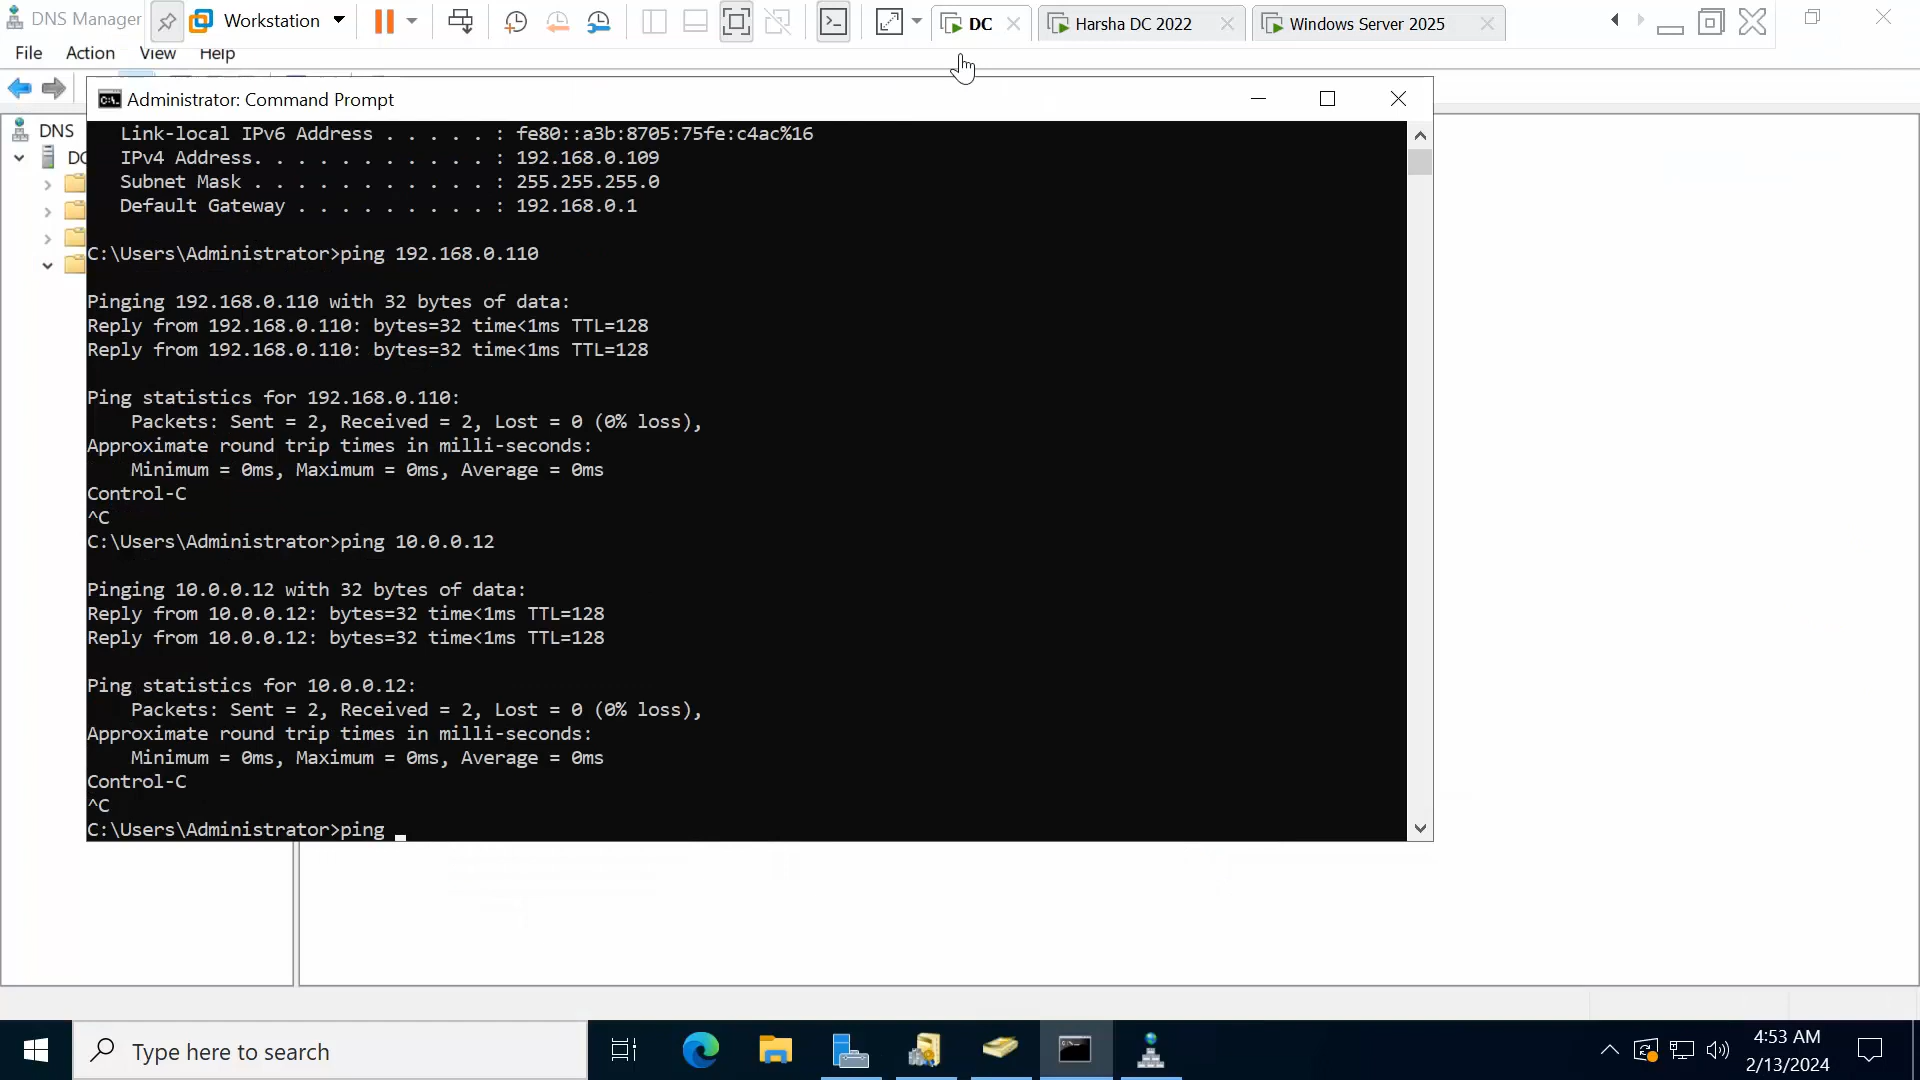 DNS Manager
Workstation
DC
Harsha DC 2022
Windows Server 2025
File Action View Help
Administrator: Command Prompt
DNS
DC
Link-local IPv6 Address . . . . . : fe80::a3b:8705:75fe:c4ac%16
IPv4 Address. . . . . . . . . . . : 192.168.0.109
Subnet Mask . . . . . . . . . . . : 255.255.255.0
Default Gateway . . . . . . . . . : 192.168.0.1
C:\Users\Administrator>ping 192.168.0.110
Pinging 192.168.0.110 with 32 bytes of data:
Reply from 192.168.0.110: bytes=32 time<1ms TTL=128
Reply from 192.168.0.110: bytes=32 time<1ms TTL=128
Ping statistics for 192.168.0.110:
Packets: Sent = 2, Received = 2, Lost = 0 (0% loss),
Approximate round trip times in milli-seconds:
Minimum = 0ms, Maximum = 0ms, Average = 0ms
Control-C
^C
C:\Users\Administrator>ping 10.0.0.12
Pinging 10.0.0.12 with 32 bytes of data:
Reply from 10.0.0.12: bytes=32 time<1ms TTL=128
Reply from 10.0.0.12: bytes=32 time<1ms TTL=128
Ping statistics for 10.0.0.12:
Packets: Sent = 2, Received = 2, Lost = 0 (0% loss),
Approximate round trip times in milli-seconds:
Minimum = 0ms, Maximum = 0ms, Average = 0ms
Control-C
^C
C:\Users\Administrator>ping
Type here to search
4:53 AM
2/13/2024